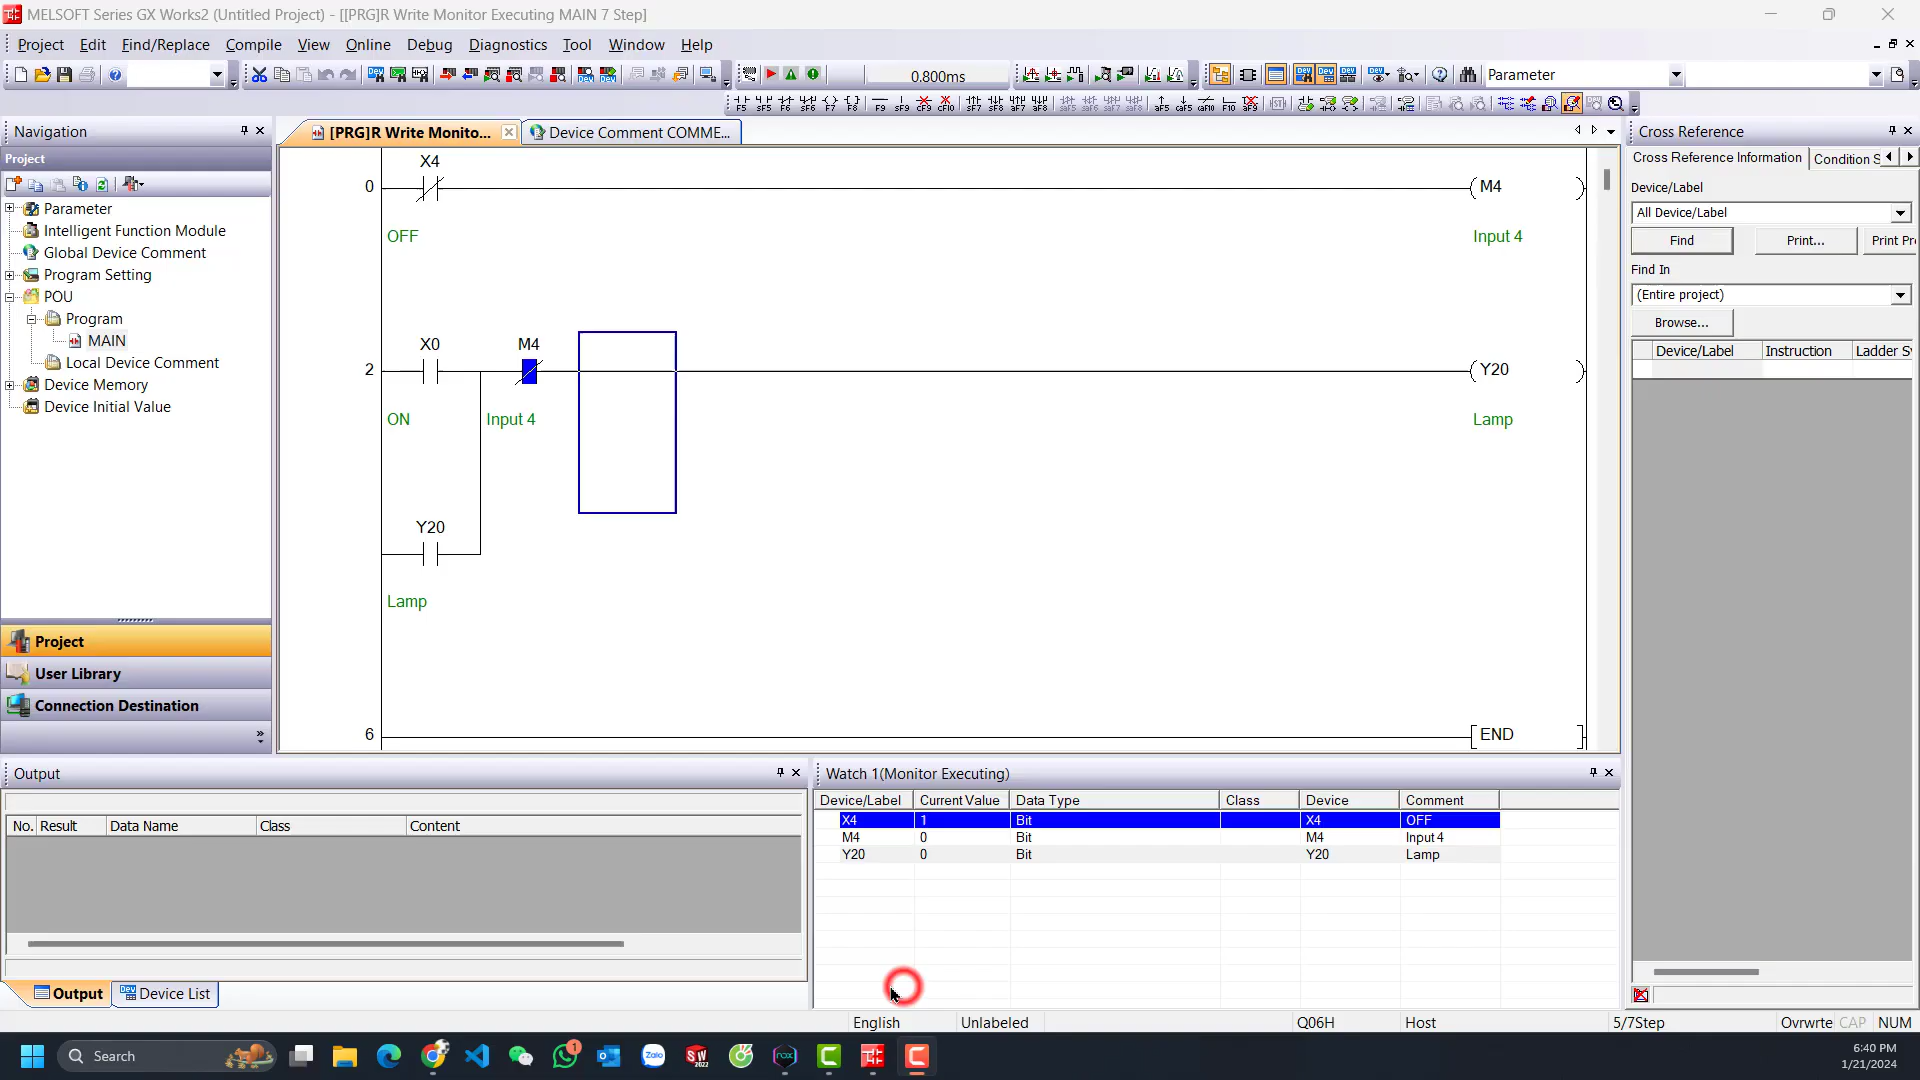 MELSOFT Series GX Works2 (Untitled Project) - [[PRG]R Write Monitor Executing MAIN 7 Step]
Project Edit Find/Replace Compile View Online Debug Diagnostics Tool Window Help
0.800ms
Parameter
Navigation
Project
Parameter
Intelligent Function Module
Global Device Comment
Program Setting
POU
Program
MAIN
Local Device Comment
Device Memory
Device Initial Value
Project
User Library
Connection Destination
[PRG]R Write Monito...
Device Comment COMME...
X4
0
M4
OFF
Input 4
X0
M4
2
Y20
ON
Input 4
Lamp
Y20
Lamp
6
END
Cross Reference
Cross Reference Information
Condition S
Device/Label
All Device/Label
Find
Print...
Print Pr
Find In
(Entire project)
Browse...
Device/Label Instruction Ladder Sy
Output
No. Result Data Name Class Content
Output
Device List
Watch 1(Monitor Executing)
Device/Label Current Value Data Type Class Device Comment
X4 1 Bit X4 OFF
M4 0 Bit M4 Input 4
Y20 0 Bit Y20 Lamp
English Unlabeled Q06H Host 5/7Step Ovrwrte CAP NUM
Search
1
Zalo
SW
2022
rox
6:40 PM
1/21/2024